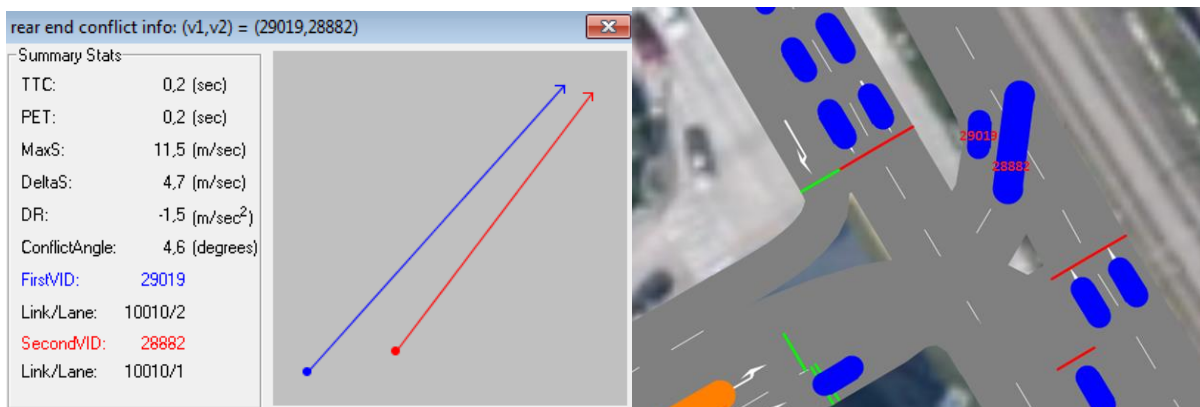 rear end conflict info: (v1,v2) = (29019,28882)
Summary Stats
TTC: 0,2 (sec)
PET: 0,2 (sec)
MaxS: 11,5 (m/sec)
DeltaS: 4,7 (m/sec)
DR: -1,5 (m/sec²)
ConflictAngle: 4,6 (degrees)
FirstVID: 29019
Link/Lane: 10010/2
SecondVID: 28882
Link/Lane: 10010/1
29019
28882